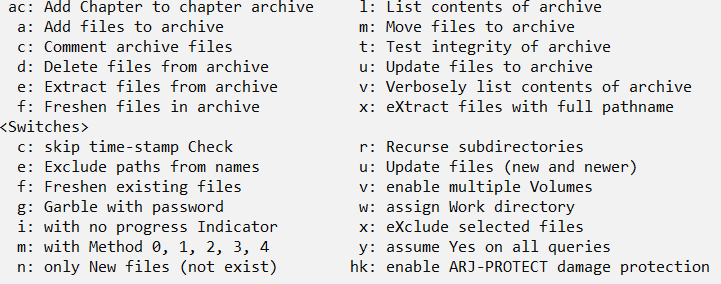 ac: Add Chapter to chapter archive     l: List contents of archive
a: Add files to archive                m: Move files to archive
c: Comment archive files               t: Test integrity of archive
d: Delete files from archive           u: Update files to archive
e: Extract files from archive          v: Verbosely list contents of archive
f: Freshen files in archive            x: eXtract files with full pathname
<Switches>
c: skip time-stamp Check               r: Recurse subdirectories
e: Exclude paths from names            u: Update files (new and newer)
f: Freshen existing files              v: enable multiple Volumes
g: Garble with password                w: assign Work directory
i: with no progress Indicator          x: eXclude selected files
m: with Method 0, 1, 2, 3, 4           y: assume Yes on all queries
n: only New files (not exist)         hk: enable ARJ-PROTECT damage protection